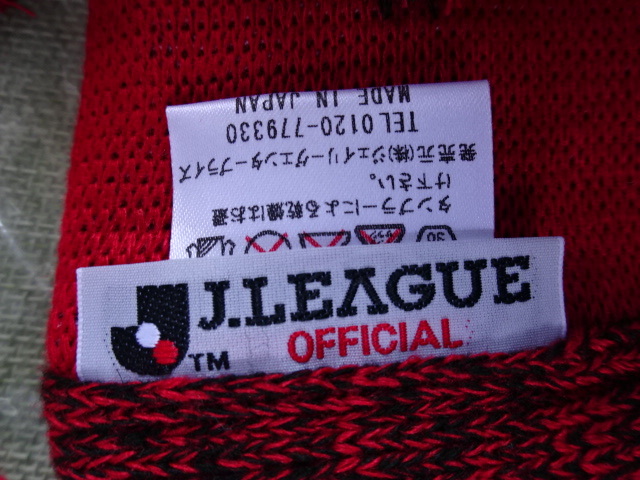 タンブラーによる乾燥はお避
け下さい。
発売元(株)ジェイリーグエンタープライズ
TEL 0120-779330
MADE IN JAPAN
J.LEAGUE
TM
OFFICIAL